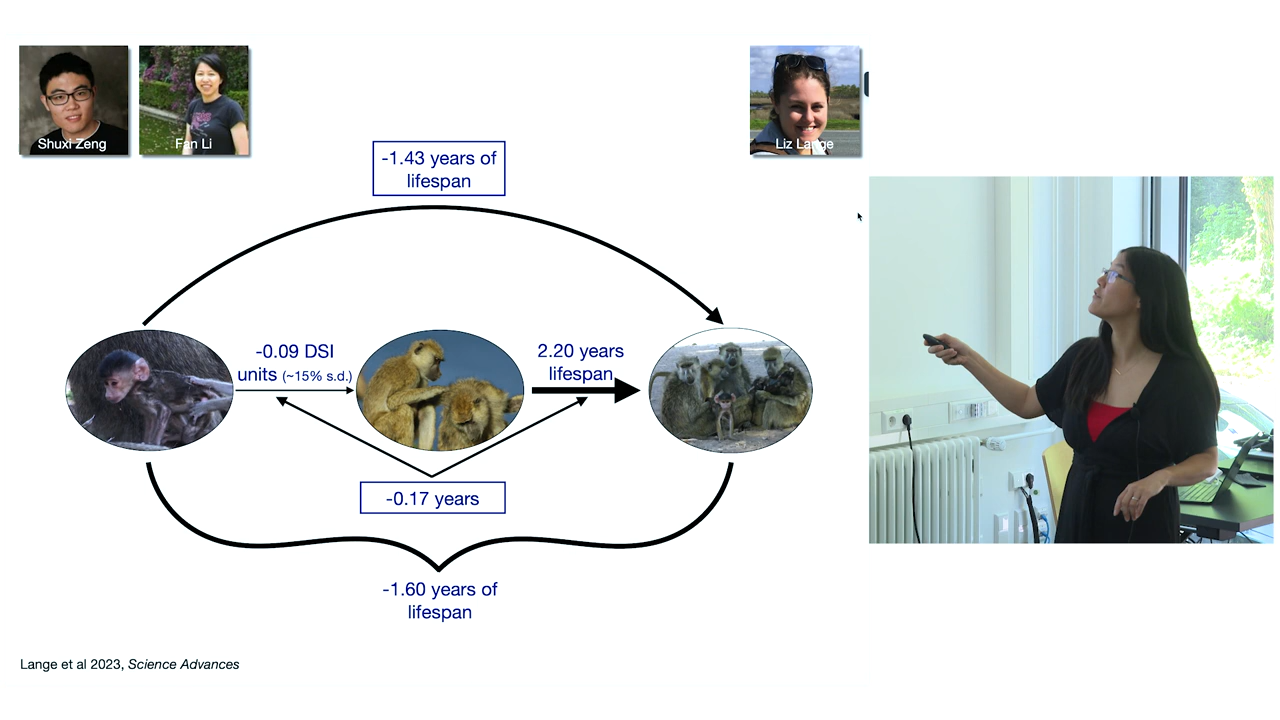 Shuxi Zeng
Fan Li
Liz Lange
-1.43 years of
lifespan
-0.09 DSI
units (~15% s.d.)
2.20 years
lifespan
-0.17 years
-1.60 years of
lifespan
Lange et al 2023, Science Advances